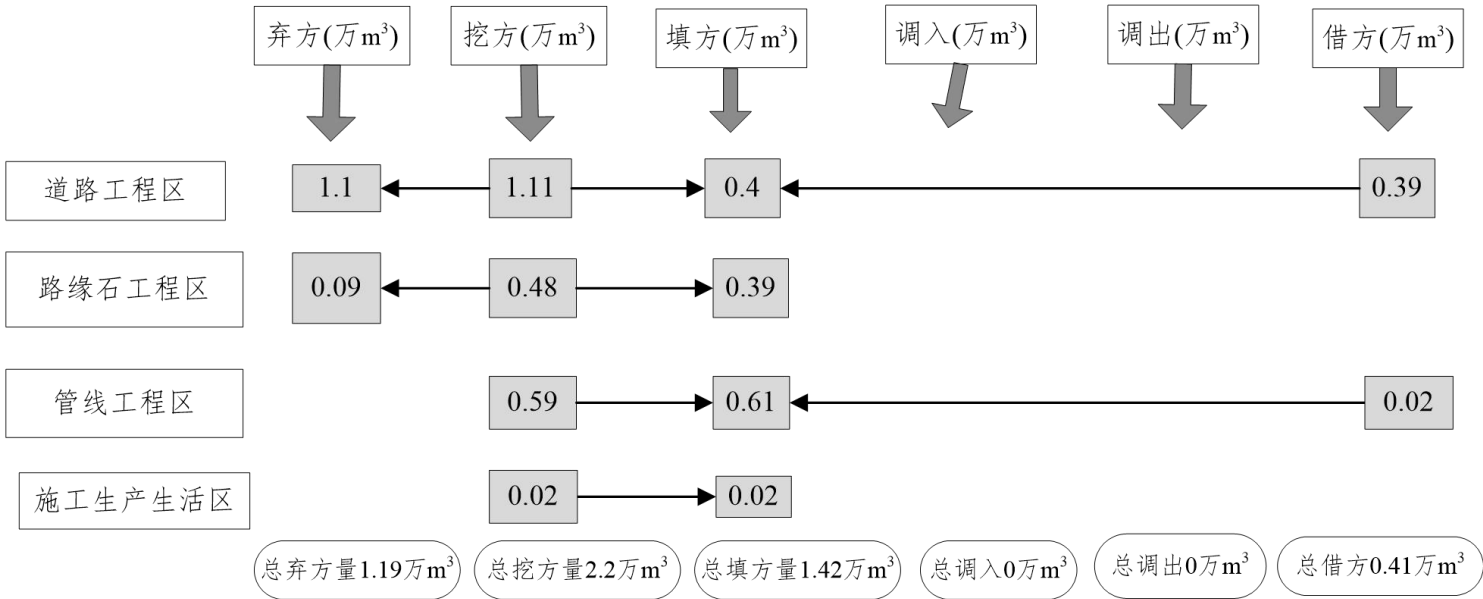 弃方(万m³)
挖方(万m³)
填方(万m³)
调入(万m³)
调出(万m³)
借方(万m³)
道路工程区
1.1
1.11
0.4
0.39
路缘石工程区
0.09
0.48
0.39
管线工程区
0.59
0.61
0.02
施工生产生活区
0.02
0.02
总弃方量1.19万m³
总挖方量2.2万m³
总填方量1.42万m³
总调入0万m³
总调出0万m³
总借方0.41万m³